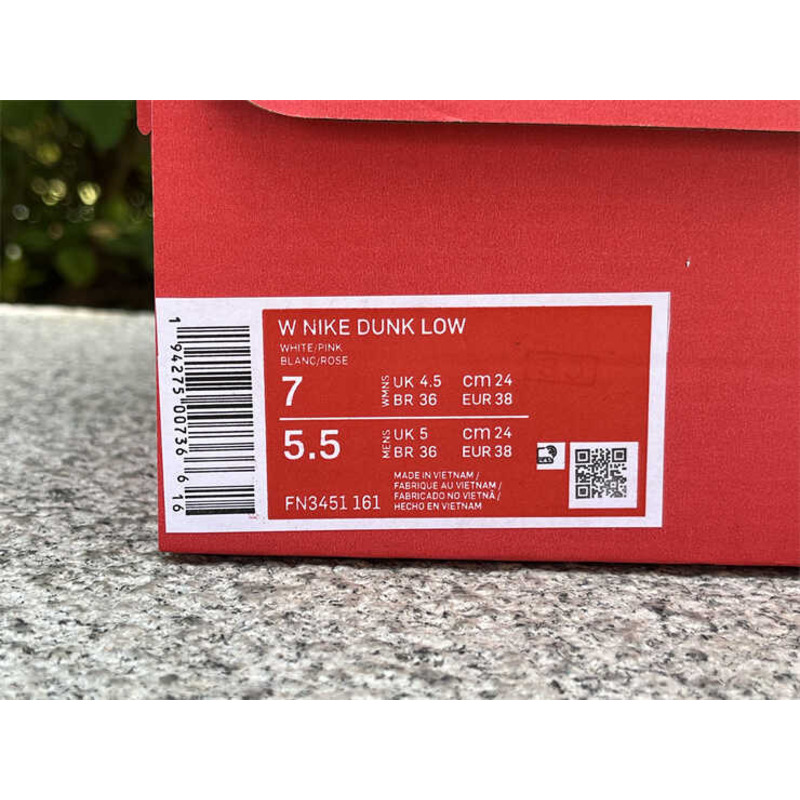 W NIKE DUNK LOW
WHITE/PINK
BLANC/ROSE
7 WMNS UK 4.5 cm 24
BR 36 EUR 38
5.5 MENS UK 5 cm 24
BR 36 EUR 38
MADE IN VIETNAM /
FABRIQUE AU VIETNAM /
FABRICADO NO VIETNÃ /
HECHO EN VIETNAM
FN3451 161
1 94275 00736 6 16